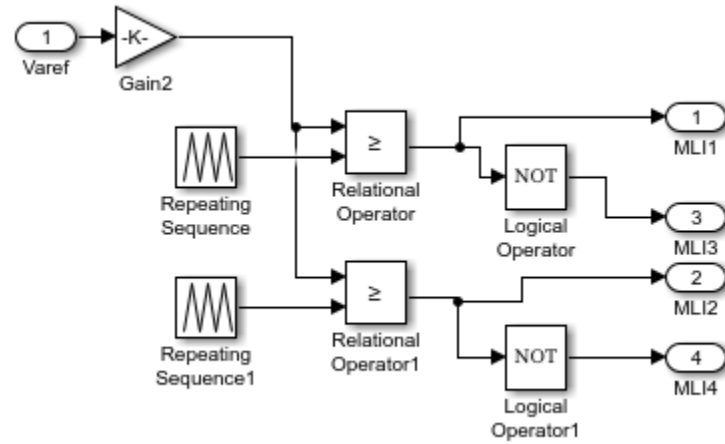 1
Varef
-K-
Gain2
Repeating
Sequence
≥
Relational
Operator
NOT
Logical
Operator
1
MLI1
3
MLI3
Repeating
Sequence1
≥
Relational
Operator1
2
MLI2
NOT
Logical
Operator1
4
MLI4